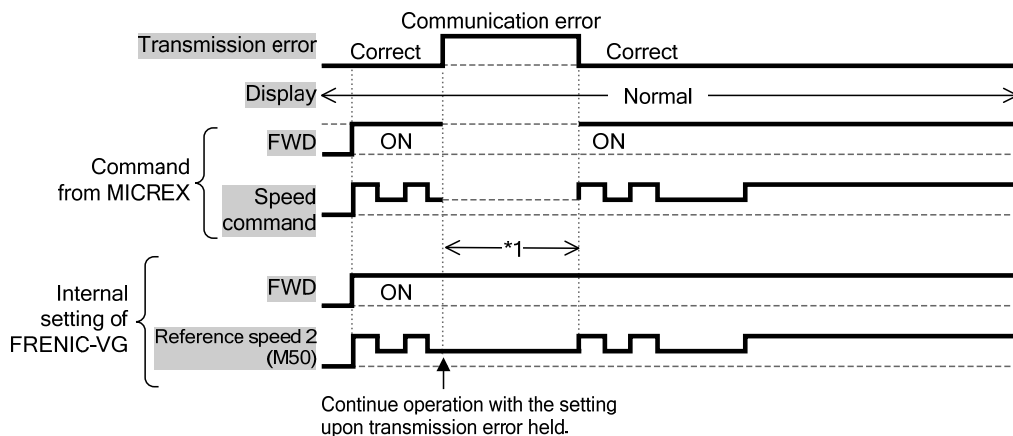 Communication error
Transmission error
Correct
Correct
Display
Normal
FWD
ON
ON
Command
from MICREX
Speed
command
*1
FWD
ON
Internal
setting of
FRENIC-VG
Reference speed 2
(M50)
Continue operation with the setting
upon transmission error held.